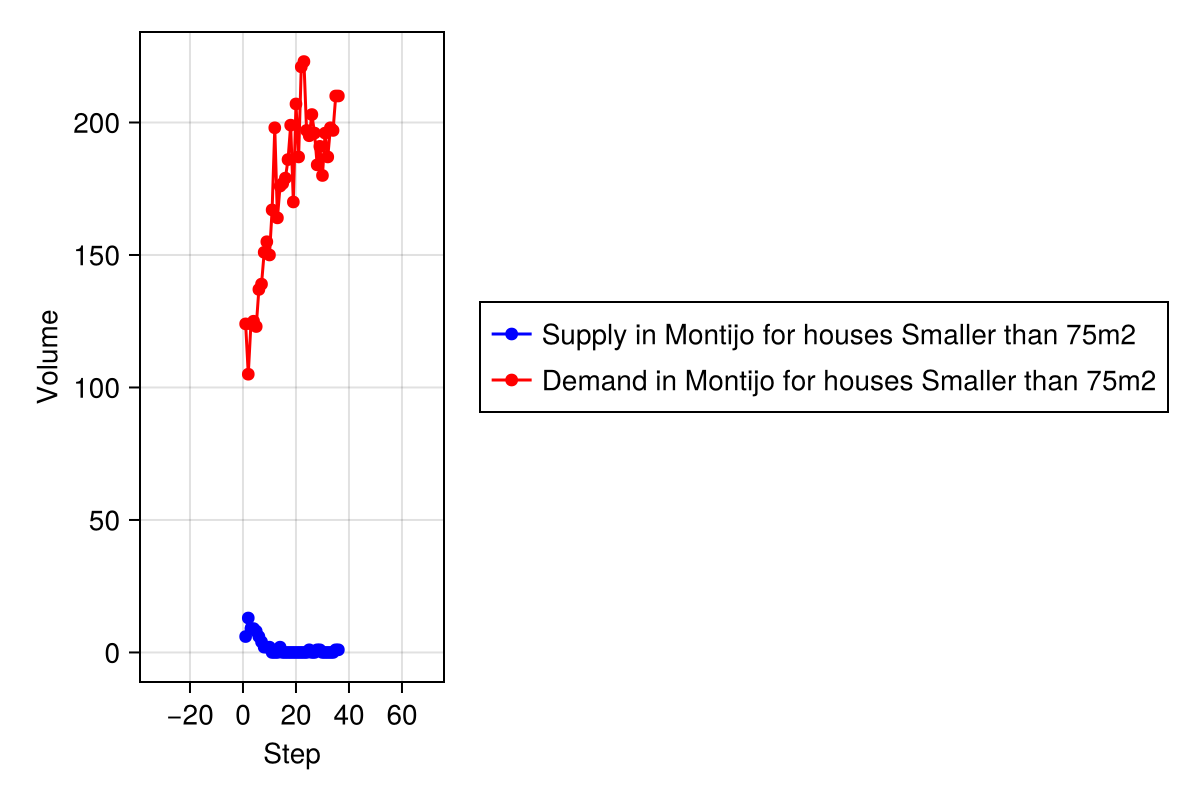 200
150
100
50
0
Volume
−20 0 20 40 60
Step
Supply in Montijo for houses Smaller than 75m2
Demand in Montijo for houses Smaller than 75m2